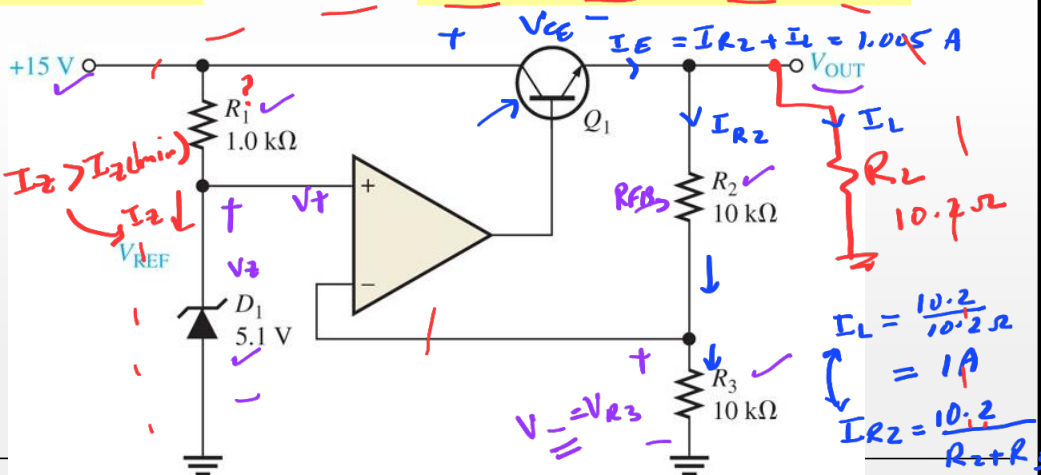 VCE
+ −
IE = IR2 + IL = 1.005 A
+15 V
VOUT
?
R1
1.0 kΩ
Q1
IR2
IL
Iz > Iz(min)
+
V+
RFB
R2
10 kΩ
RL
10.2 Ω
Iz
+
VREF
Vz
−
D1
5.1 V
−
IL = 10.2 / 10.2 Ω
= 1A
+
R3
10 kΩ
V− = VR3
−
IR2 = 10.2 / R2+R